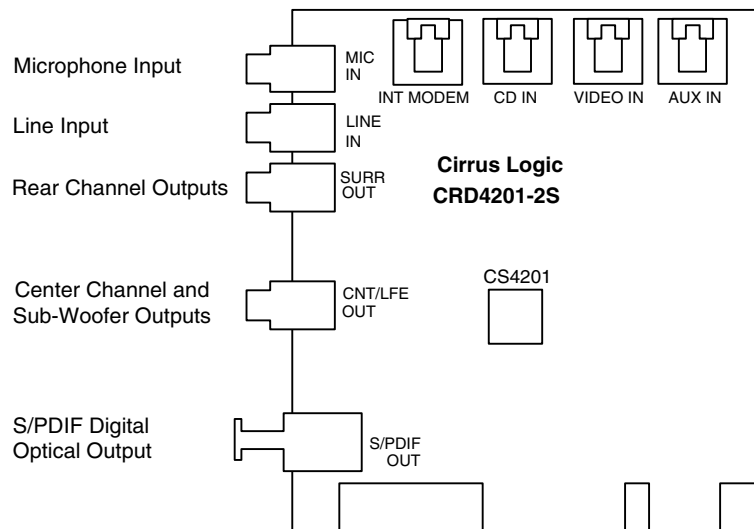 Microphone Input
MIC
IN
INT MODEM
CD IN
VIDEO IN
AUX IN
Line Input
LINE
IN
Cirrus Logic
CRD4201-2S
Rear Channel Outputs
SURR
OUT
Center Channel and
Sub-Woofer Outputs
CNT/LFE
OUT
CS4201
S/PDIF Digital
Optical Output
S/PDIF
OUT